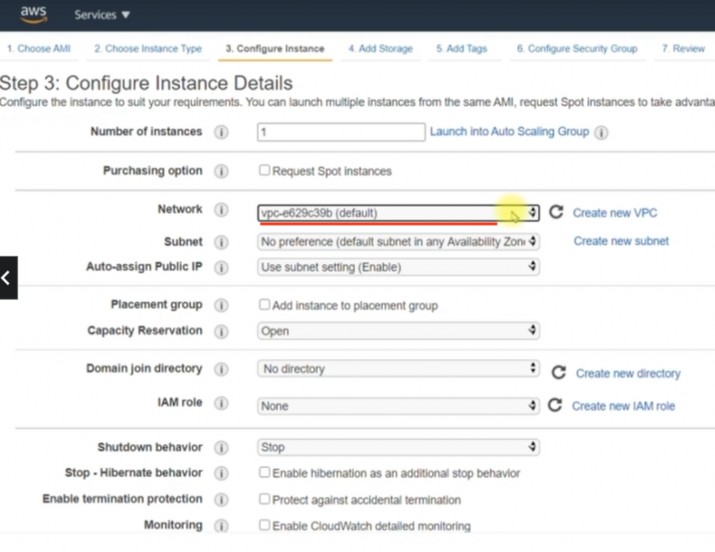 aws Services
1. Choose AMI 2. Choose Instance Type 3. Configure Instance 4. Add Storage 5. Add Tags 6. Configure Security Group 7. Review
Step 3: Configure Instance Details
Configure the instance to suit your requirements. You can launch multiple instances from the same AMI, request Spot instances to take advanta
Number of instances i 1 Launch into Auto Scaling Group i
Purchasing option i Request Spot instances
Network i vpc-e629c39b (default) Create new VPC
Subnet i No preference (default subnet in any Availability Zon Create new subnet
Auto-assign Public IP i Use subnet setting (Enable)
Placement group i Add instance to placement group
Capacity Reservation i Open
Domain join directory i No directory Create new directory
IAM role i None Create new IAM role
Shutdown behavior i Stop
Stop - Hibernate behavior i Enable hibernation as an additional stop behavior
Enable termination protection i Protect against accidental termination
Monitoring i Enable CloudWatch detailed monitoring